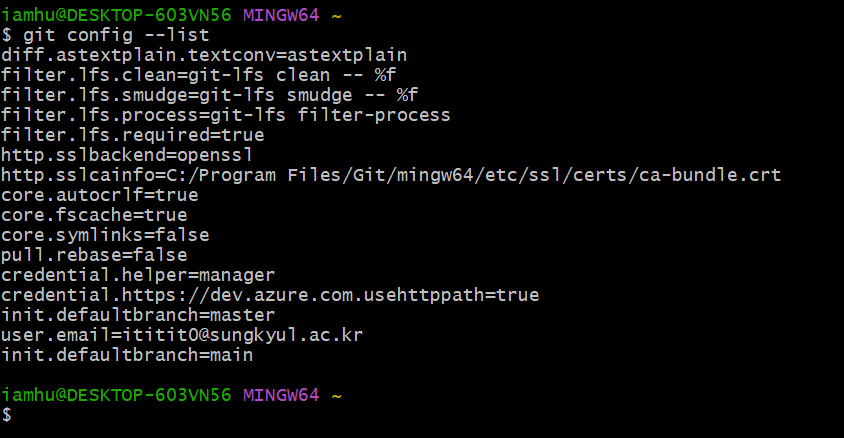 iamhu@DESKTOP-603VN56 MINGW64 ~
$ git config --list
diff.astextplain.textconv=astextplain
filter.lfs.clean=git-lfs clean -- %f
filter.lfs.smudge=git-lfs smudge -- %f
filter.lfs.process=git-lfs filter-process
filter.lfs.required=true
http.sslbackend=openssl
http.sslcainfo=C:/Program Files/Git/mingw64/etc/ssl/certs/ca-bundle.crt
core.autocrlf=true
core.fscache=true
core.symlinks=false
pull.rebase=false
credential.helper=manager
credential.https://dev.azure.com.usehttppath=true
init.defaultbranch=master
user.email=ititit0@sungkyul.ac.kr
init.defaultbranch=main
iamhu@DESKTOP-603VN56 MINGW64 ~
$